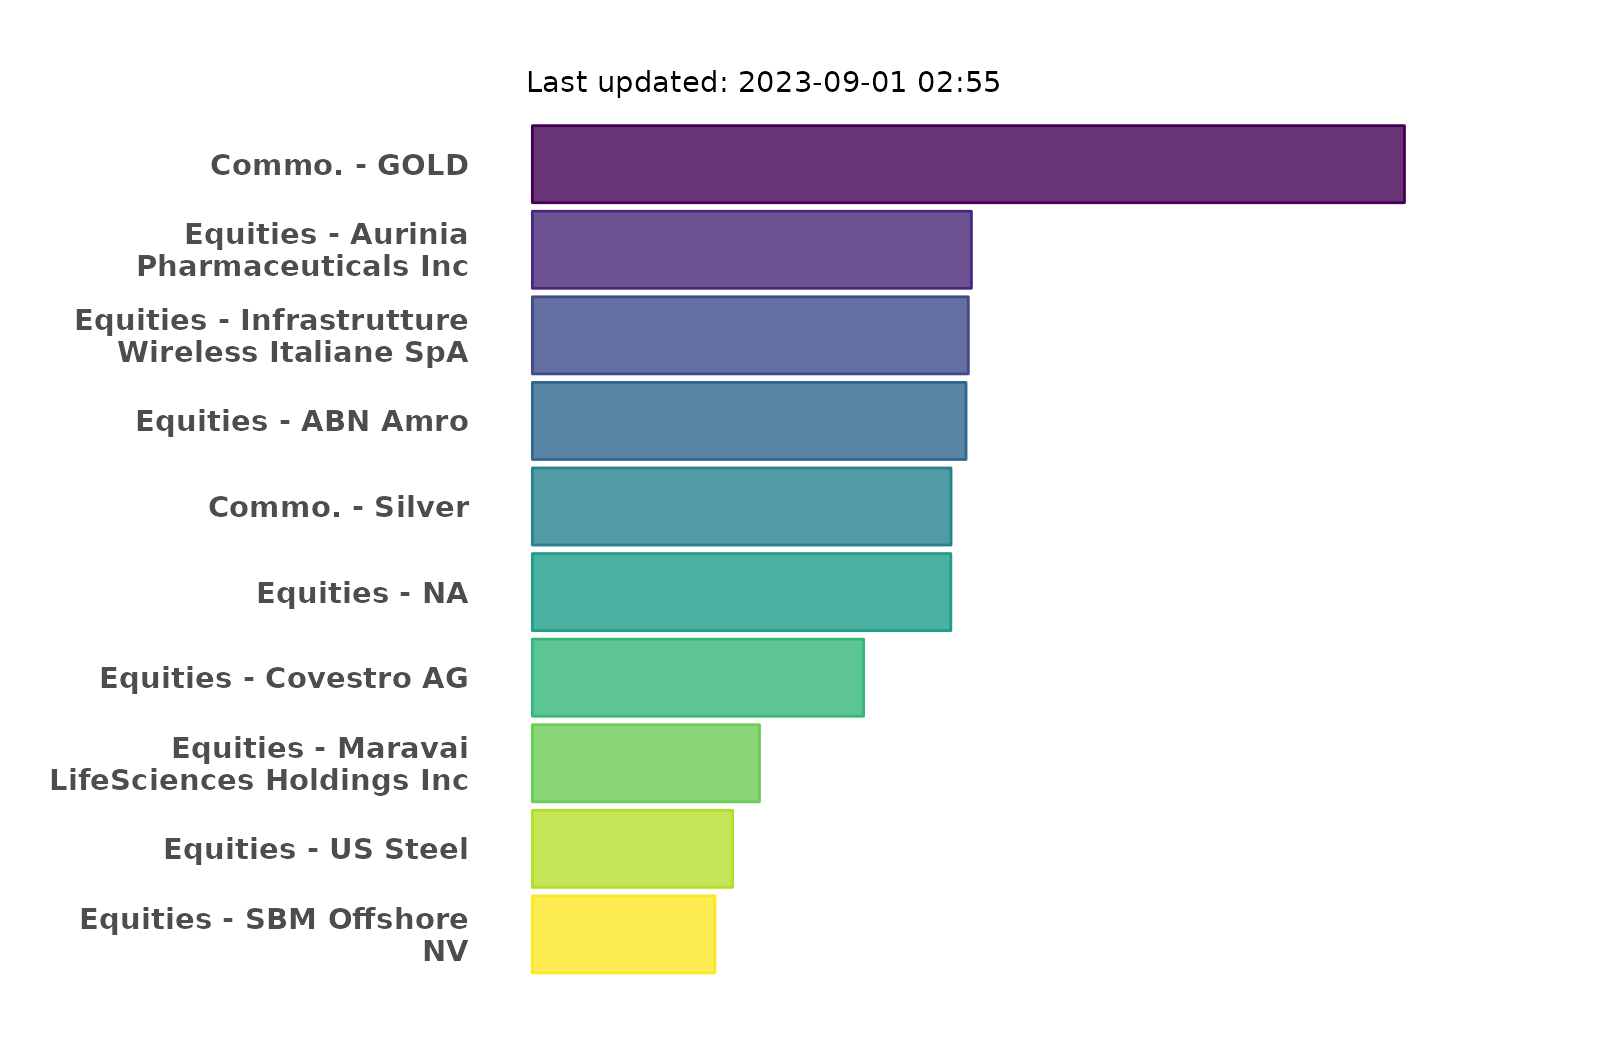 Last updated: 2023-09-01 02:55
Commo. - GOLD
Equities - Aurinia
Pharmaceuticals Inc
Equities - Infrastrutture
Wireless Italiane SpA
Equities - ABN Amro
Commo. - Silver
Equities - NA
Equities - Covestro AG
Equities - Maravai
LifeSciences Holdings Inc
Equities - US Steel
Equities - SBM Offshore
NV